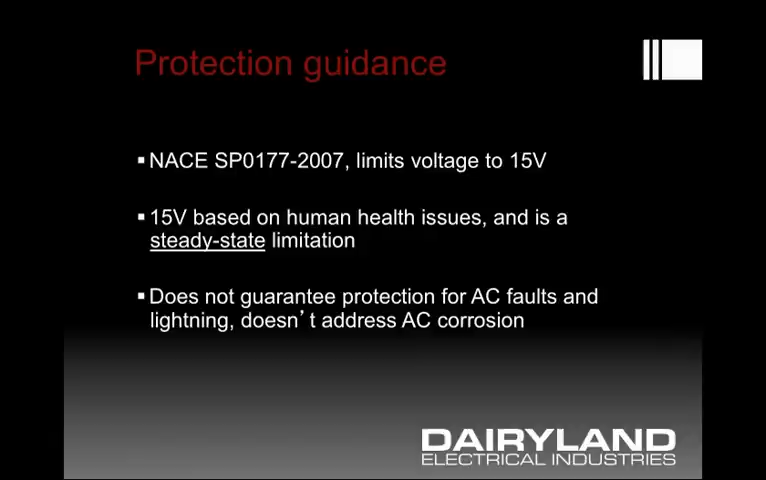 Protection guidance
▪NACE SP0177-2007, limits voltage to 15V
▪15V based on human health issues, and is a
steady-state limitation
▪Does not guarantee protection for AC faults and
lightning, doesn’t address AC corrosion
DAIRYLAND
ELECTRICAL INDUSTRIES